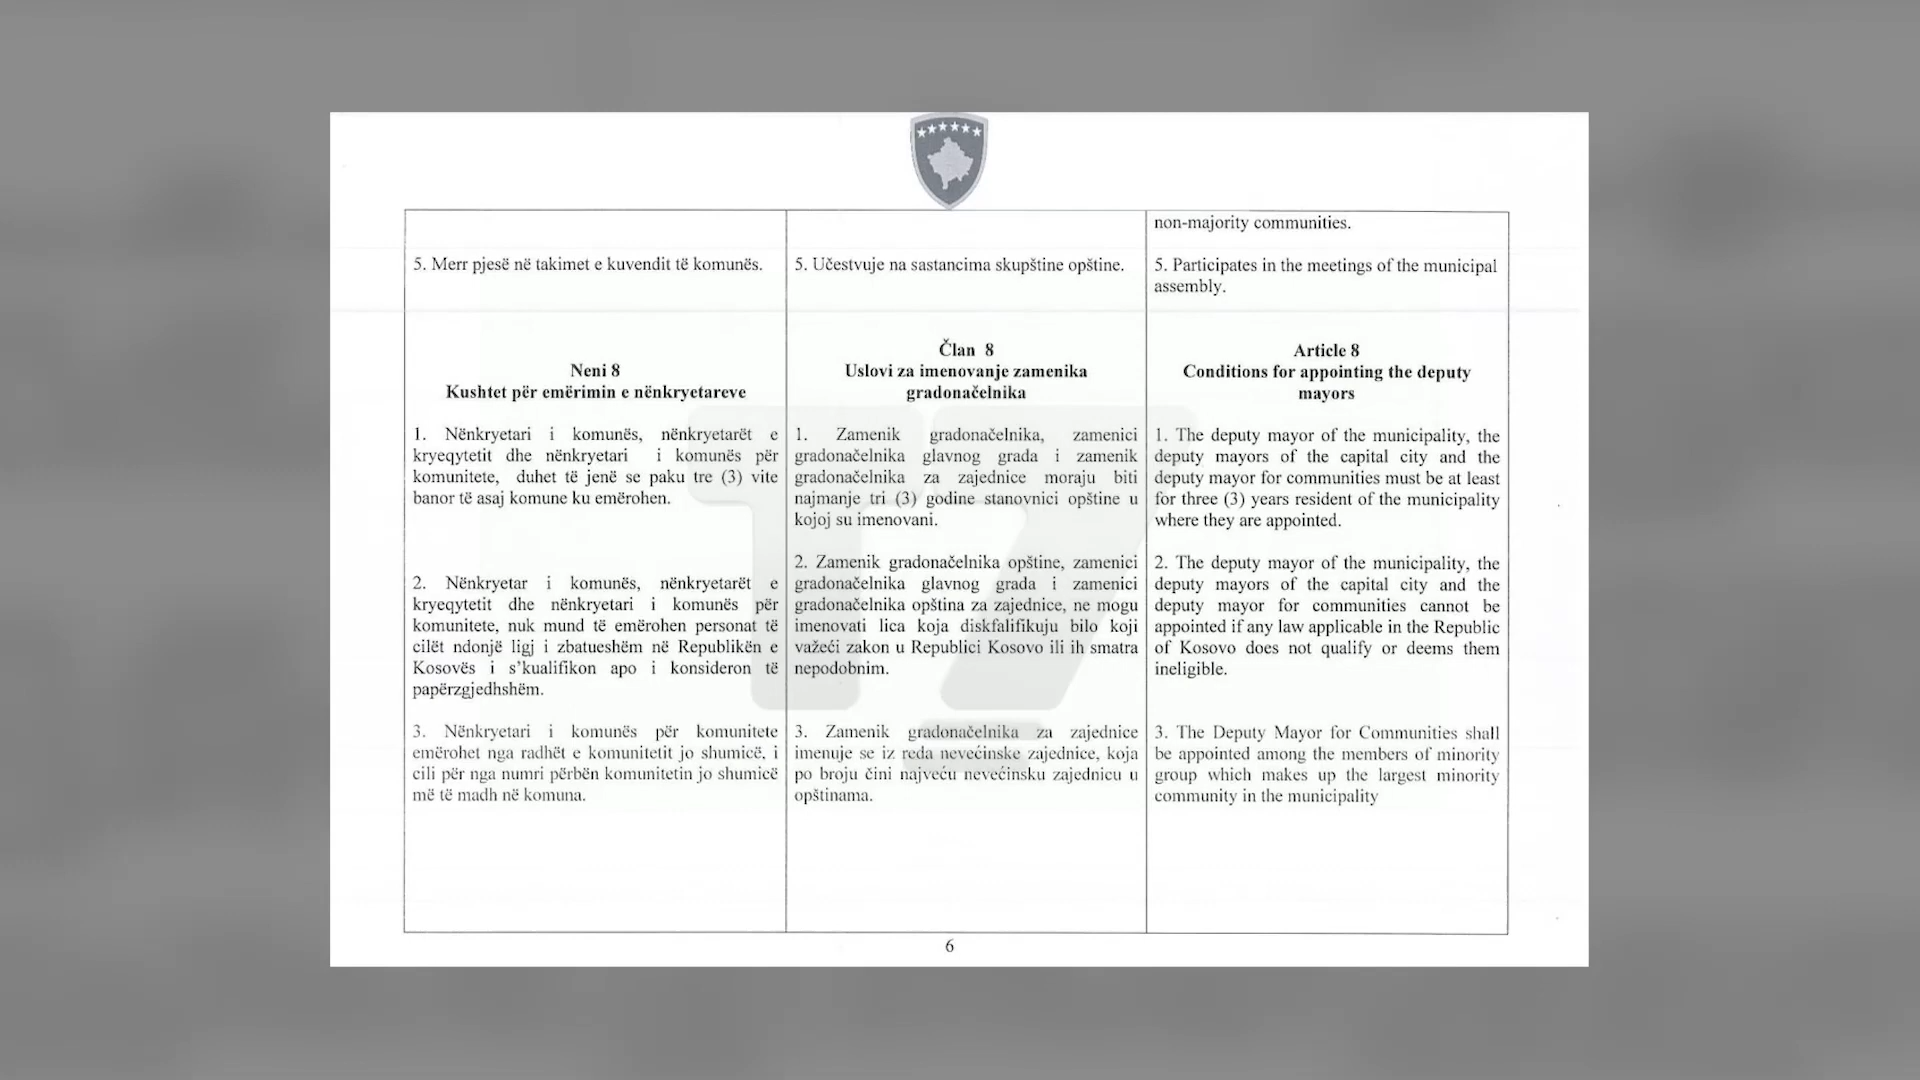 5. Merr pjesë në takimet e kuvendit të komunës.
Neni 8
Kushtet për emërimin e nënkryetareve
1. Nënkryetari i komunës, nënkryetarët e
kryeqytetit dhe nënkryetari i komunës për
komunitete, duhet të jenë se paku tre (3) vite
banor të asaj komune ku emërohen.
2. Nënkryetar i komunës, nënkryetarët e
kryeqytetit dhe nënkryetari i komunës për
komunitete, nuk mund të emërohen personat të
cilët ndonjë ligj i zbatueshëm në Republikën e
Kosovës i s’kualifikon apo i konsideron të
papërzgjedhshëm.
3. Nënkryetari i komunës për komunitete
emërohet nga radhët e komunitetit jo shumicë, i
cili për nga numri përbën komunitetin jo shumicë
më të madh në komuna.
5. Učestvuje na sastancima skupštine opštine.
Član 8
Uslovi za imenovanje zamenika
gradonačelnika
1. Zamenik gradonačelnika, zamenici
gradonačelnika glavnog grada i zamenik
gradonačelnika za zajednice moraju biti
najmanje tri (3) godine stanovnici opštine u
kojoj su imenovani.
2. Zamenik gradonačelnika opštine, zamenici
gradonačelnika glavnog grada i zamenici
gradonačelnika opština za zajednice, ne mogu
imenovati lica koja diskfalifikuju bilo koji
važeći zakon u Republici Kosovo ili ih smatra
nepodobnim.
3. Zamenik gradonačelnika za zajednice
imenuje se iz reda nevećinske zajednice, koja
po broju čini najveću nevećinsku zajednicu u
opštinama.
non-majority communities.
5. Participates in the meetings of the municipal
assembly.
Article 8
Conditions for appointing the deputy
mayors
1. The deputy mayor of the municipality, the
deputy mayors of the capital city and the
deputy mayor for communities must be at least
for three (3) years resident of the municipality
where they are appointed.
2. The deputy mayor of the municipality, the
deputy mayors of the capital city and the
deputy mayor for communities cannot be
appointed if any law applicable in the Republic
of Kosovo does not qualify or deems them
ineligible.
3. The Deputy Mayor for Communities shall
be appointed among the members of minority
group which makes up the largest minority
community in the municipality
6
T7